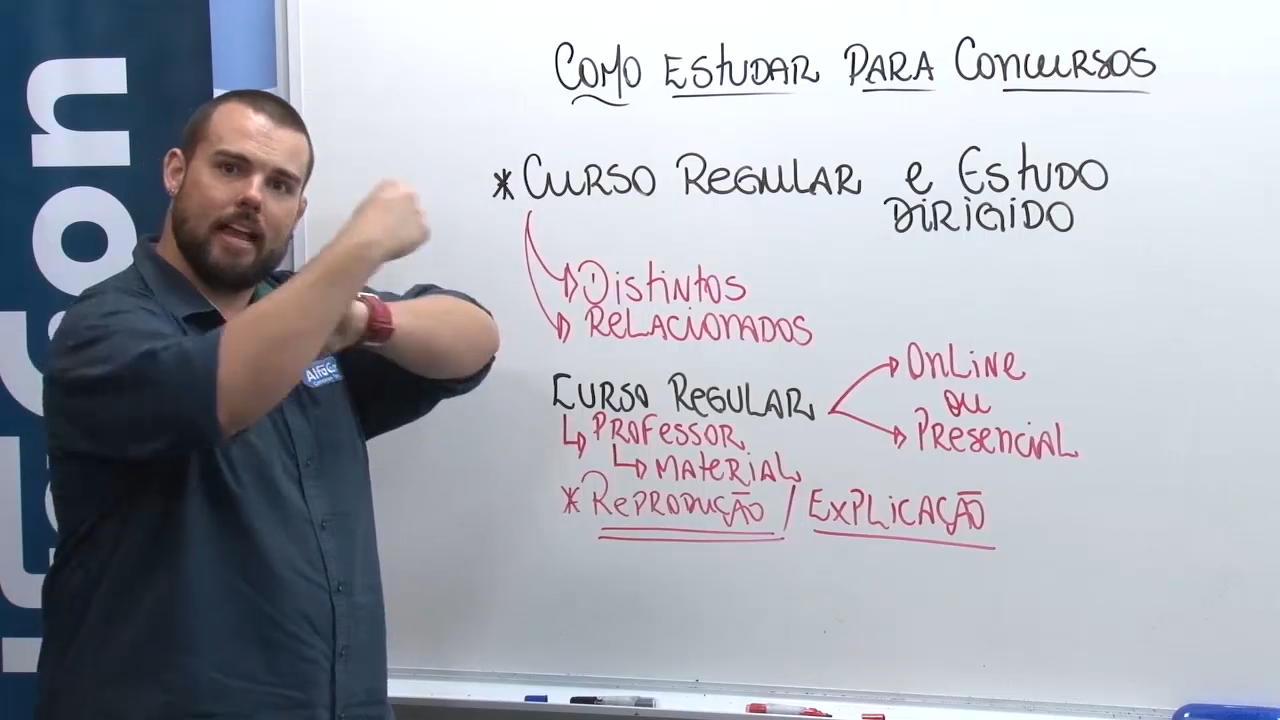 COMO ESTUDAR PARA CONCURSOS
* CURSO REGULAR e ESTUDO
DIRIGIDO
DISTINTOS
RELACIONADOS
CURSO REGULAR
ONLINE
OU
PRESENCIAL
PROFESSOR
MATERIAL
* REPRODUÇÃO / EXPLICAÇÃO